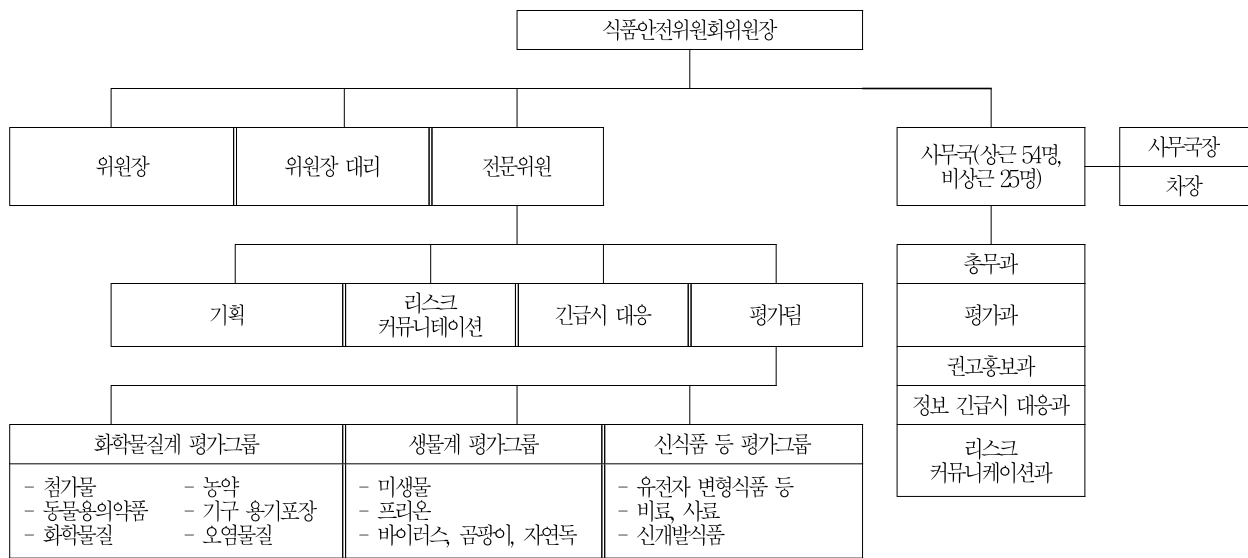 식품안전위원회위원장
위원장
위원장 대리
전문위원
사무국(상근 54명,
비상근 25명)
사무국장
차장
기획
리스크
커뮤니테이션
긴급시 대응
평가팀
총무과
평가과
권고홍보과
정보 긴급시 대응과
리스크
커뮤니케이션과
화학물질계 평가그룹
- 첨가물
- 농약
- 동물용의약품
- 기구 용기포장
- 화학물질
- 오염물질
생물계 평가그룹
- 미생물
- 프리온
- 바이러스, 곰팡이, 자연독
신식품 등 평가그룹
- 유전자 변형식품 등
- 비료, 사료
- 신개발식품